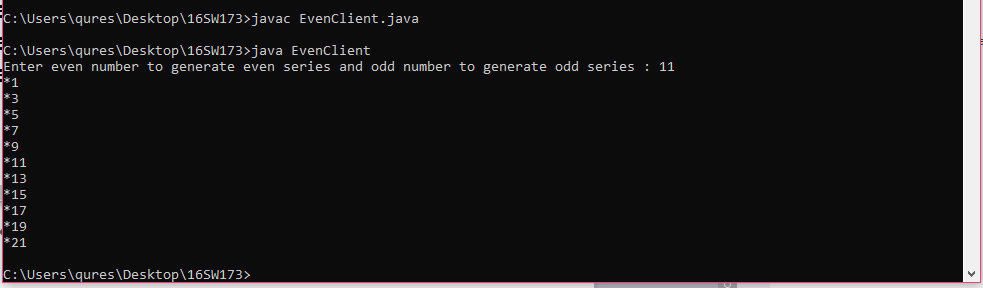 C:\Users\qures\Desktop\16SW173>javac EvenClient.java
C:\Users\qures\Desktop\16SW173>java EvenClient
Enter even number to generate even series and odd number to generate odd series : 11
*1
*3
*5
*7
*9
*11
*13
*15
*17
*19
*21
C:\Users\qures\Desktop\16SW173>